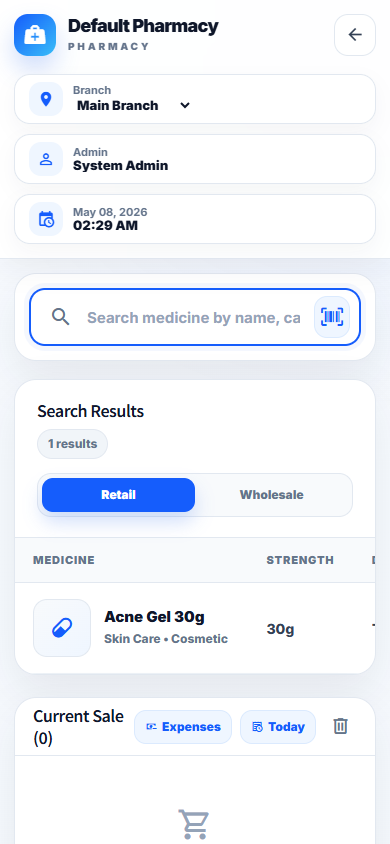 Default Pharmacy
PHARMACY
Branch
Main Branch
Admin
System Admin
May 08, 2026
02:29 AM
Search medicine by name, ca
Search Results
1 results
Retail
Wholesale
MEDICINE STRENGTH
Acne Gel 30g
Skin Care • Cosmetic
30g
Current Sale
(0)
Expenses
Today